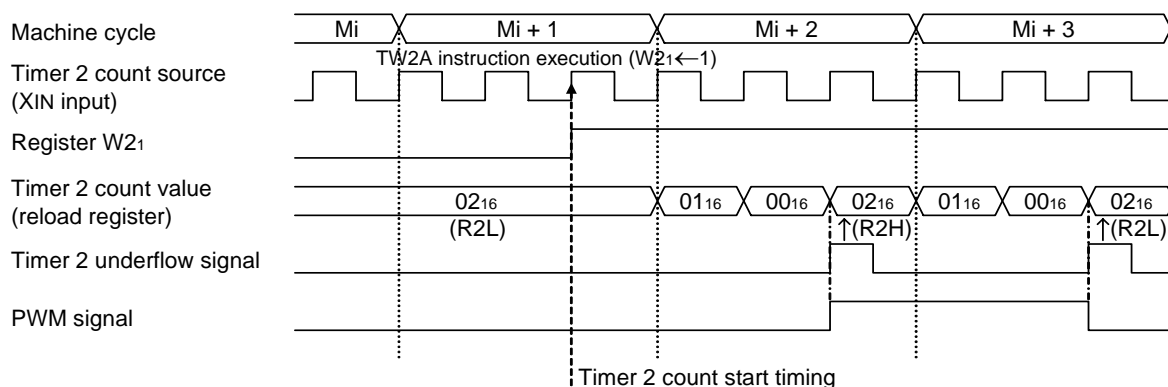 Machine cycle
Mi
Mi + 1
Mi + 2
Mi + 3
TW2A instruction execution (W21←1)
Timer 2 count source
(XIN input)
Register W21
Timer 2 count value
(reload register)
0216
(R2L)
0116
0016
0216
↑(R2H)
0116
0016
0216
↑(R2L)
Timer 2 underflow signal
PWM signal
Timer 2 count start timing